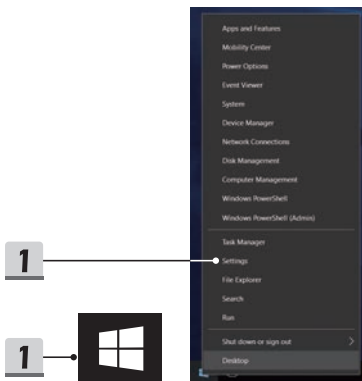 Apps and Features
Mobility Center
Power Options
Event Viewer
System
Device Manager
Network Connections
Disk Management
Computer Management
Windows PowerShell
Windows PowerShell (Admin)
Task Manager
1
Settings
File Explorer
Search
Run
Shut down or sign out
1
Desktop